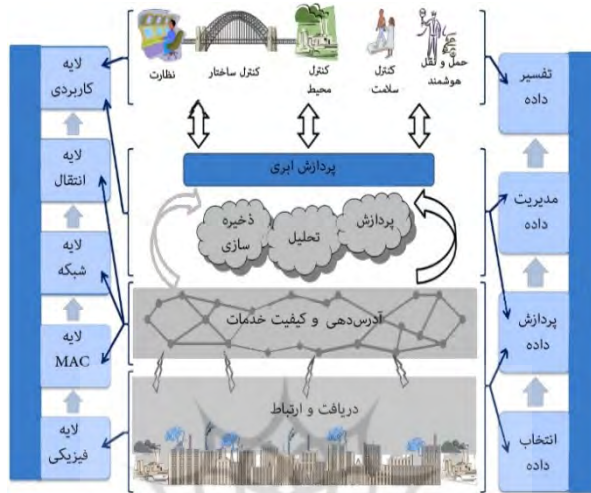 حمل و نقل
هوشمند
کنترل
سلامت
کنترل
محیط
کنترل ساختار
نظارت
تفسیر
داده
مدیریت
داده
پردازش
داده
انتخاب
داده
پردازش ابری
پردازش
تحلیل
ذخیره
سازی
آدرس‌دهی و کیفیت خدمات
دریافت و ارتباط
لایه
کاربردی
لایه
انتقال
لایه
شبکه
لایه
MAC
لایه
فیزیکی